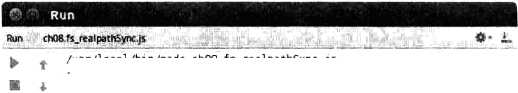 Run
Run ch08.fs_realpathSync.js
/usr/local/bin/node ch08.fs_realpathSync.js